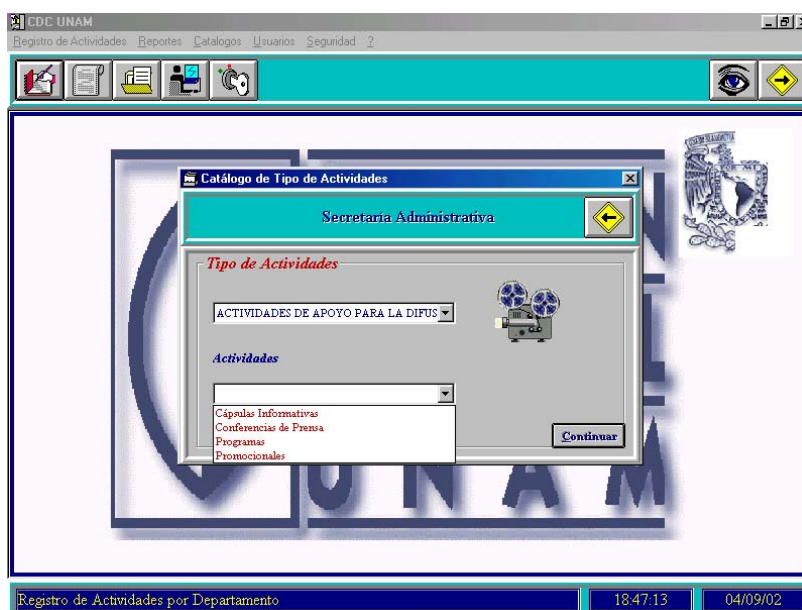 CDC UNAM
Registro de Actividades Reportes Catalogos Usuarios Seguridad ?
Catálogo de Tipo de Actividades
Secretaría Administrativa
Tipo de Actividades
ACTIVIDADES DE APOYO PARA LA DIFUS
Actividades
Cápsulas Informativas
Conferencias de Prensa
Programas
Promocionales
Continuar
UNAM
Registro de Actividades por Departamento 18:47:13 04/09/02